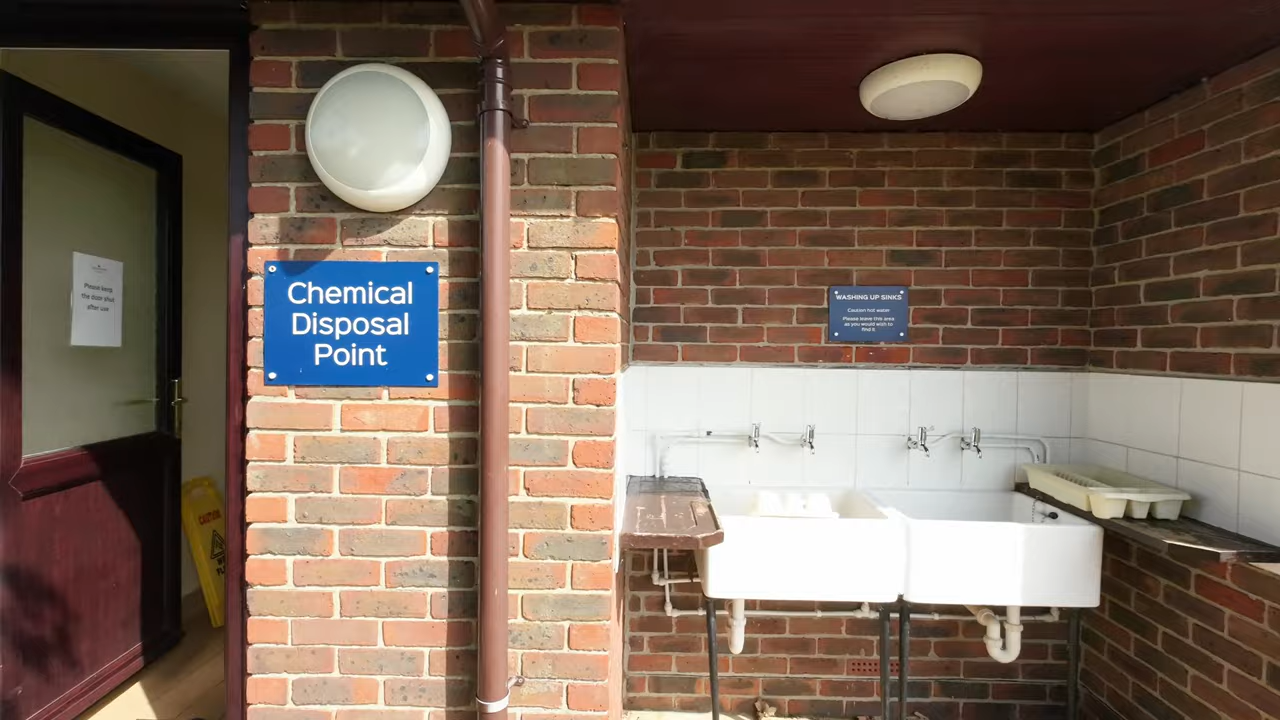 Please keep
the door shut
after use
Chemical
Disposal
Point
CAUTION
WASHING UP SINKS
Caution hot water
Please leave this area
as you would wish to
find it